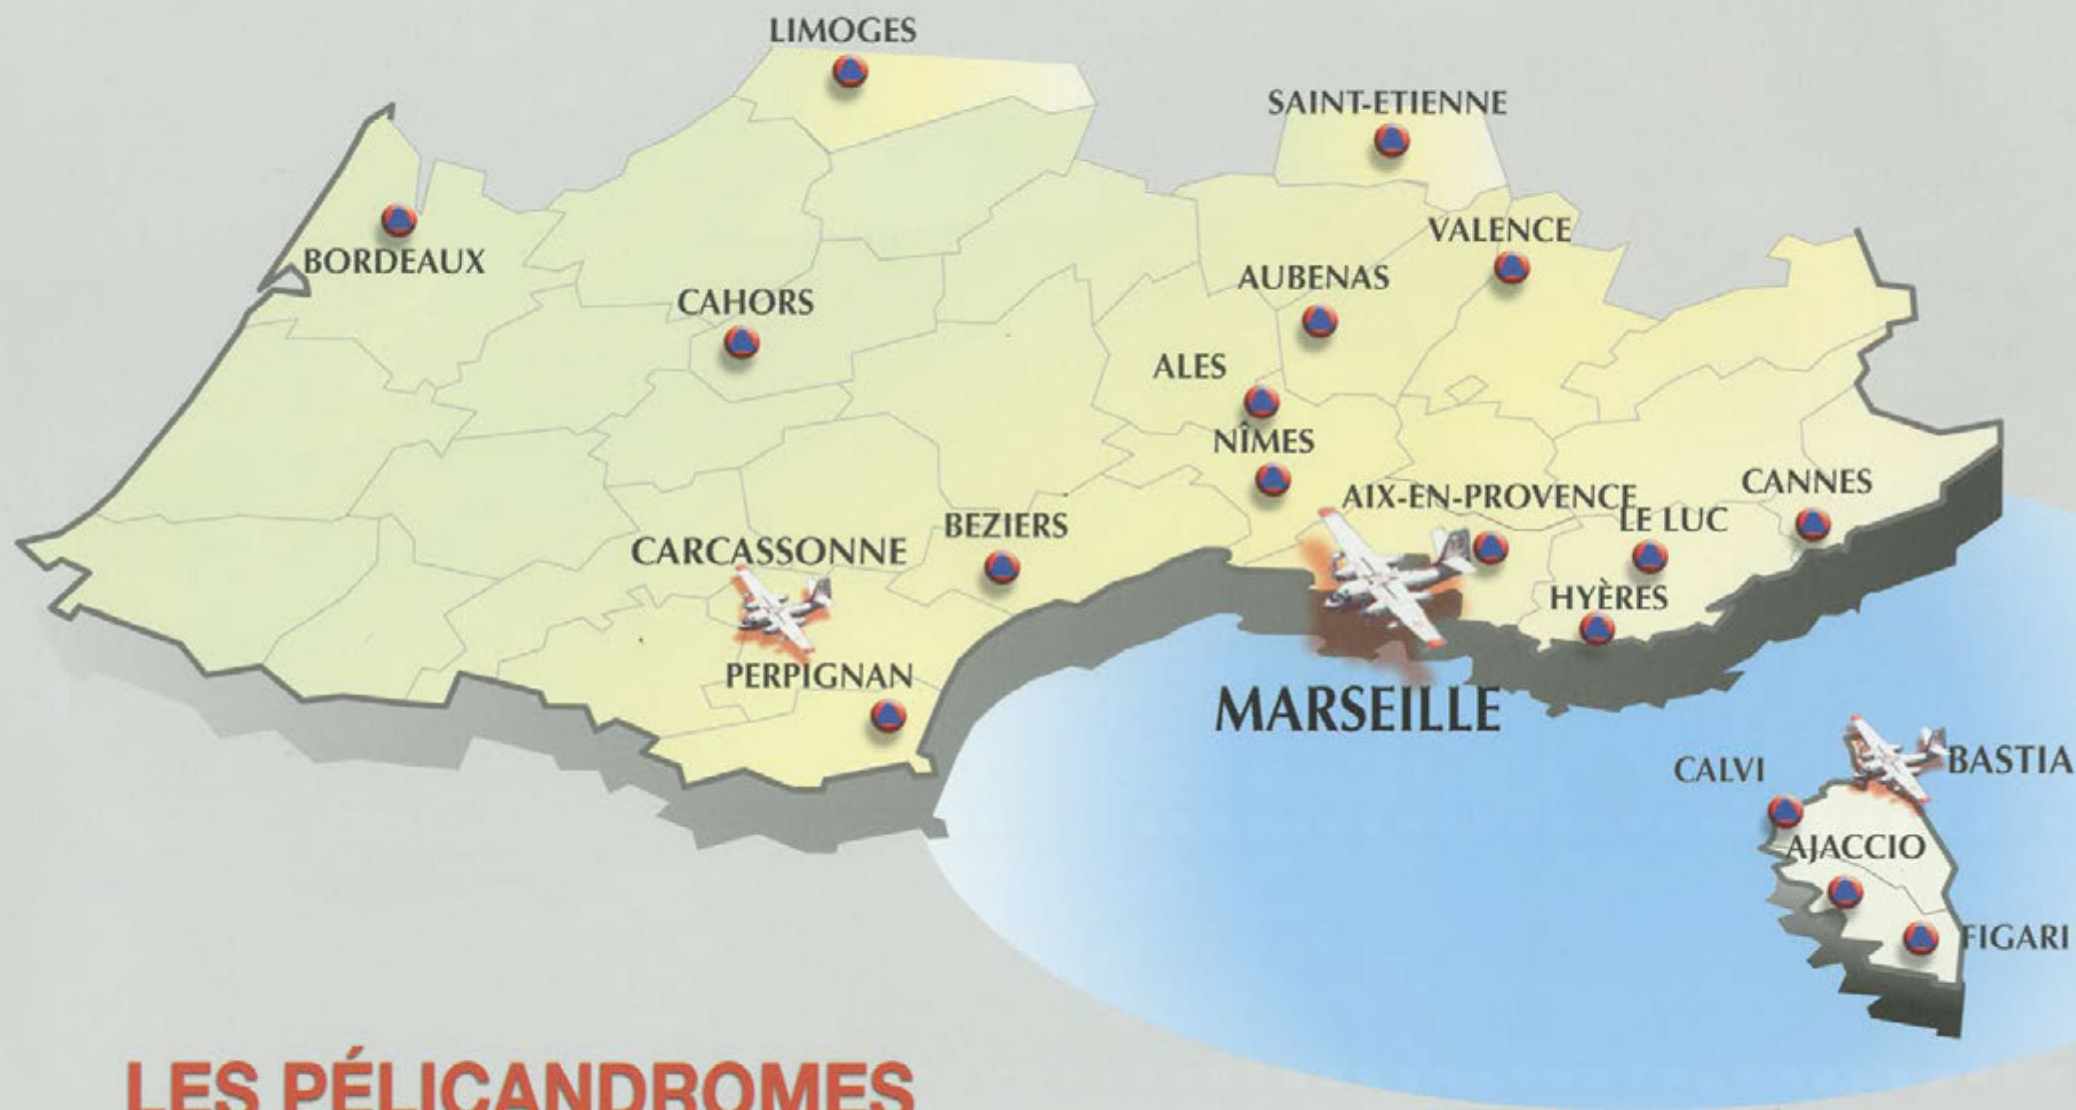 LIMOGES
SAINT-ETIENNE
VALENCE
BORDEAUX
AUBENAS
CAHORS
ALES
NÎMES
CANNES
AIX-EN-PROVENCE
LE LUC
BEZIERS
CARCASSONNE
HYÈRES
PERPIGNAN
MARSEILLE
BASTIA
CALVI
AJACCIO
FIGARI
LES PÉLICANDROMES